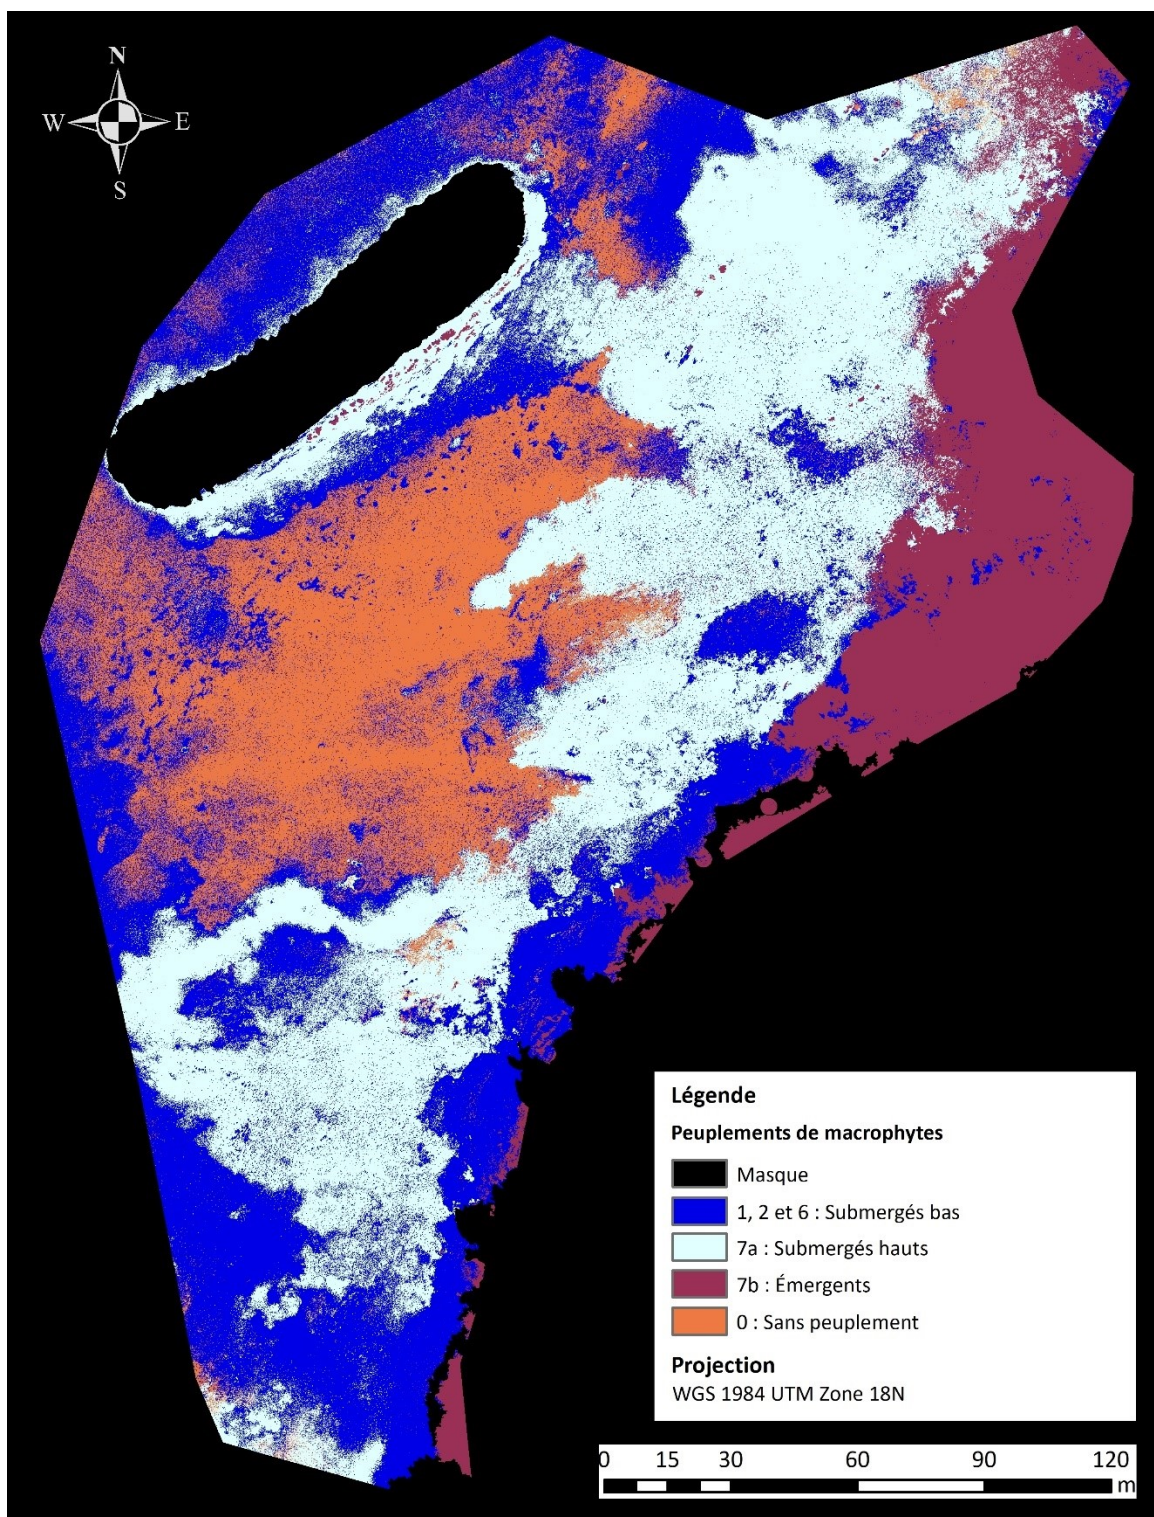 N
W E
S
Légende
Peuplements de macrophytes
Masque
1, 2 et 6 : Submergés bas
7a : Submergés hauts
7b : Émergents
0 : Sans peuplement
Projection
WGS 1984 UTM Zone 18N
0 15 30 60 90 120
m